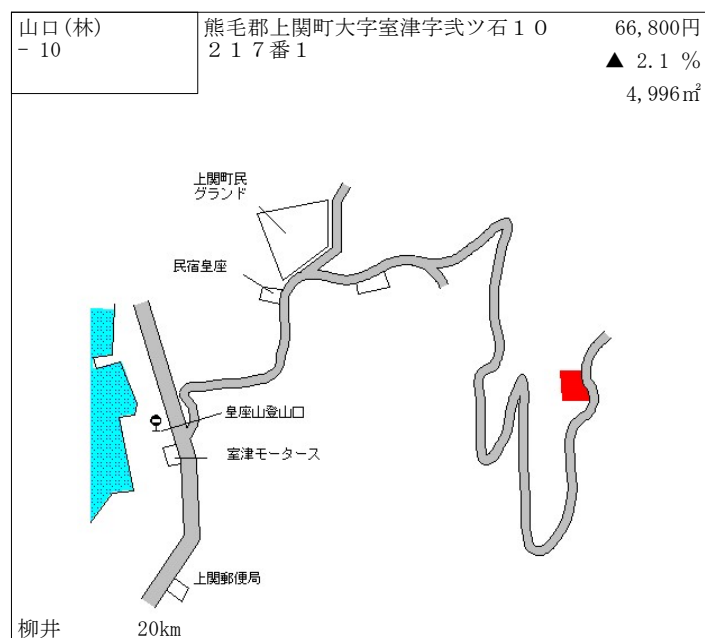 山口(林)
- 10
熊毛郡上関町大字室津字弐ツ石１０
２１７番１
66,800円
▲ 2.1 %
4,996㎡
上関町民
グランド
民宿皇座
皇座山登山口
室津モータース
上関郵便局
柳井 20km